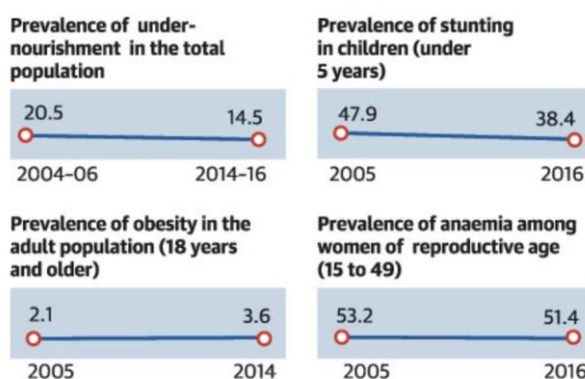 Prevalence of under-
nourishment in the total
population
20.5 14.5
2004-06 2014-16
Prevalence of stunting
in children (under
5 years)
47.9 38.4
2005 2016
Prevalence of obesity in the
adult population (18 years
and older)
2.1 3.6
2005 2014
Prevalence of anaemia among
women of reproductive age
(15 to 49)
53.2 51.4
2005 2016